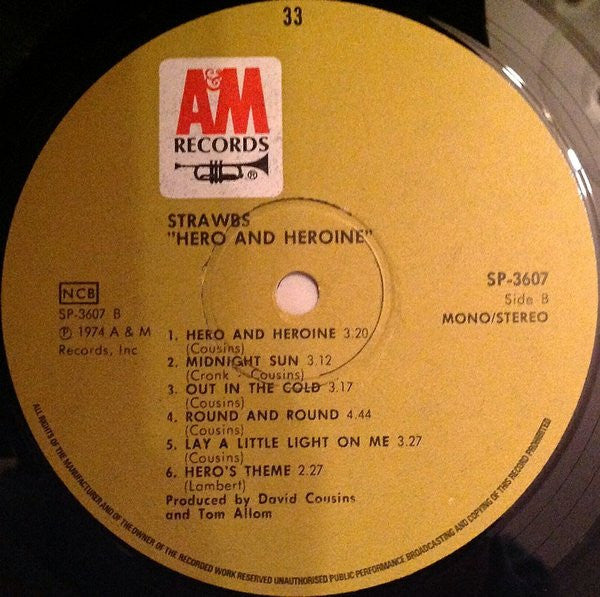 33
A&M
RECORDS
®
STRAWBS
"HERO AND HEROINE"
NCB
SP-3607 B
℗ 1974 A & M
Records, Inc
SP-3607
Side B
MONO/STEREO
1. HERO AND HEROINE 3.20
(Cousins)
2. MIDNIGHT SUN 3.12
(Cronk - Cousins)
3. OUT IN THE COLD 3.17
(Cousins)
4. ROUND AND ROUND 4.44
(Cousins)
5. LAY A LITTLE LIGHT ON ME 3.27
(Cousins)
6. HERO'S THEME 2.27
(Lambert)
Produced by David Cousins
and Tom Allom
ALL RIGHTS OF THE MANUFACTURER AND OF THE OWNER OF THE RECORDED WORK RESERVED UNAUTHORISED PUBLIC PERFORMANCE BROADCASTING AND COPYING OF THIS RECORD PROHIBITED